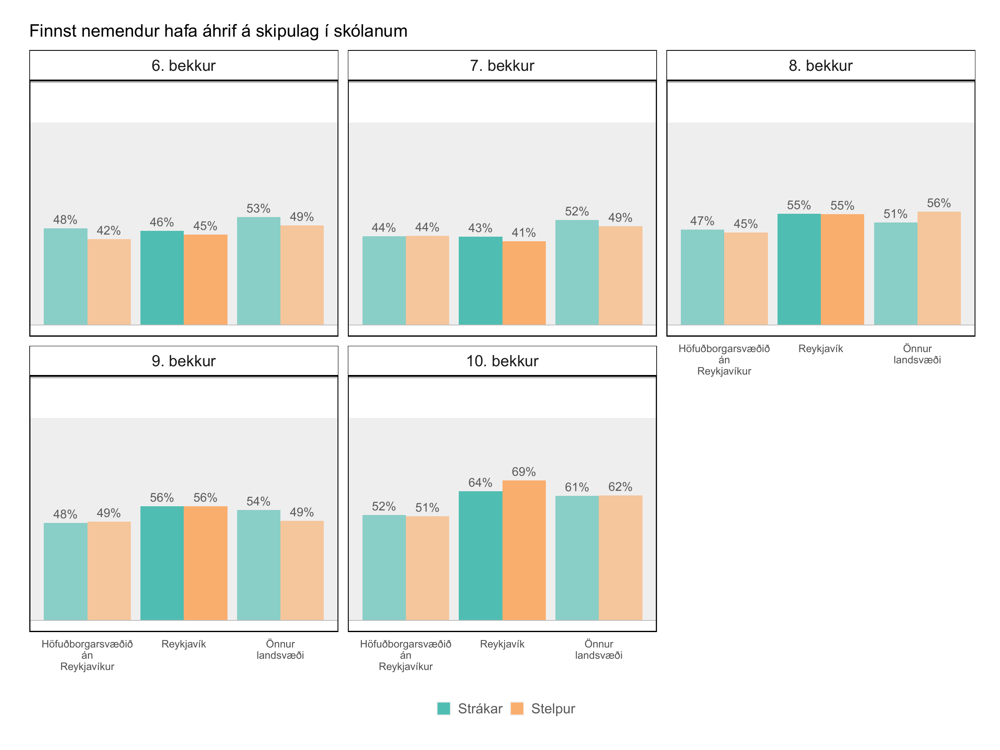 Finnst nemendur hafa áhrif á skipulag í skólanum
6. bekkur
7. bekkur
8. bekkur
48%
42%
46%
45%
53%
49%
44%
44%
43%
41%
52%
49%
47%
45%
55%
55%
51%
56%
Höfuðborgarsvæðið
án
Reykjavíkur
Reykjavík
Önnur
landsvæði
9. bekkur
10. bekkur
48%
49%
56%
56%
54%
49%
52%
51%
64%
69%
61%
62%
Höfuðborgarsvæðið
án
Reykjavíkur
Reykjavík
Önnur
landsvæði
Höfuðborgarsvæðið
án
Reykjavíkur
Reykjavík
Önnur
landsvæði
Strákar
Stelpur